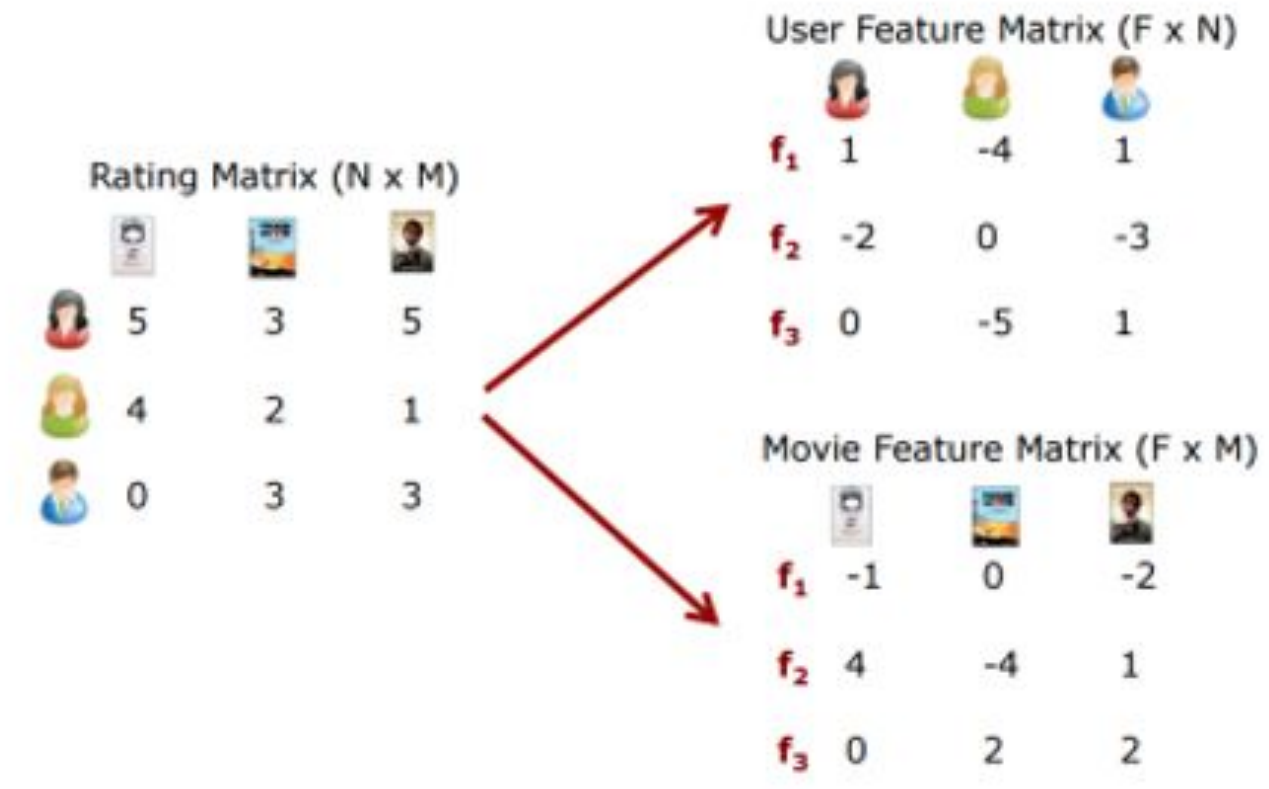 Rating Matrix (N x M)
5 3 5
4 2 1
0 3 3
User Feature Matrix (F x N)
f₁ 1 -4 1
f₂ -2 0 -3
f₃ 0 -5 1
Movie Feature Matrix (F x M)
f₁ -1 0 -2
f₂ 4 -4 1
f₃ 0 2 2